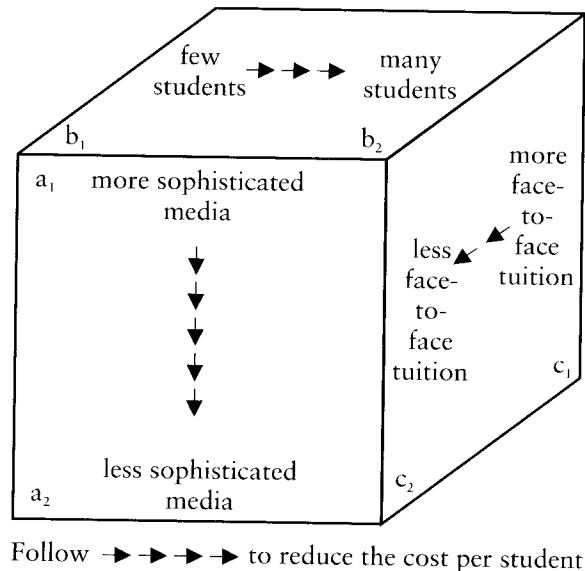 few
students
many
students
b₁
b₂
a₁
more sophisticated
media
more
face-
to-
face
tuition
less
face-
to-
face
tuition
c₁
less sophisticated
media
a₂
c₂
Follow to reduce the cost per student